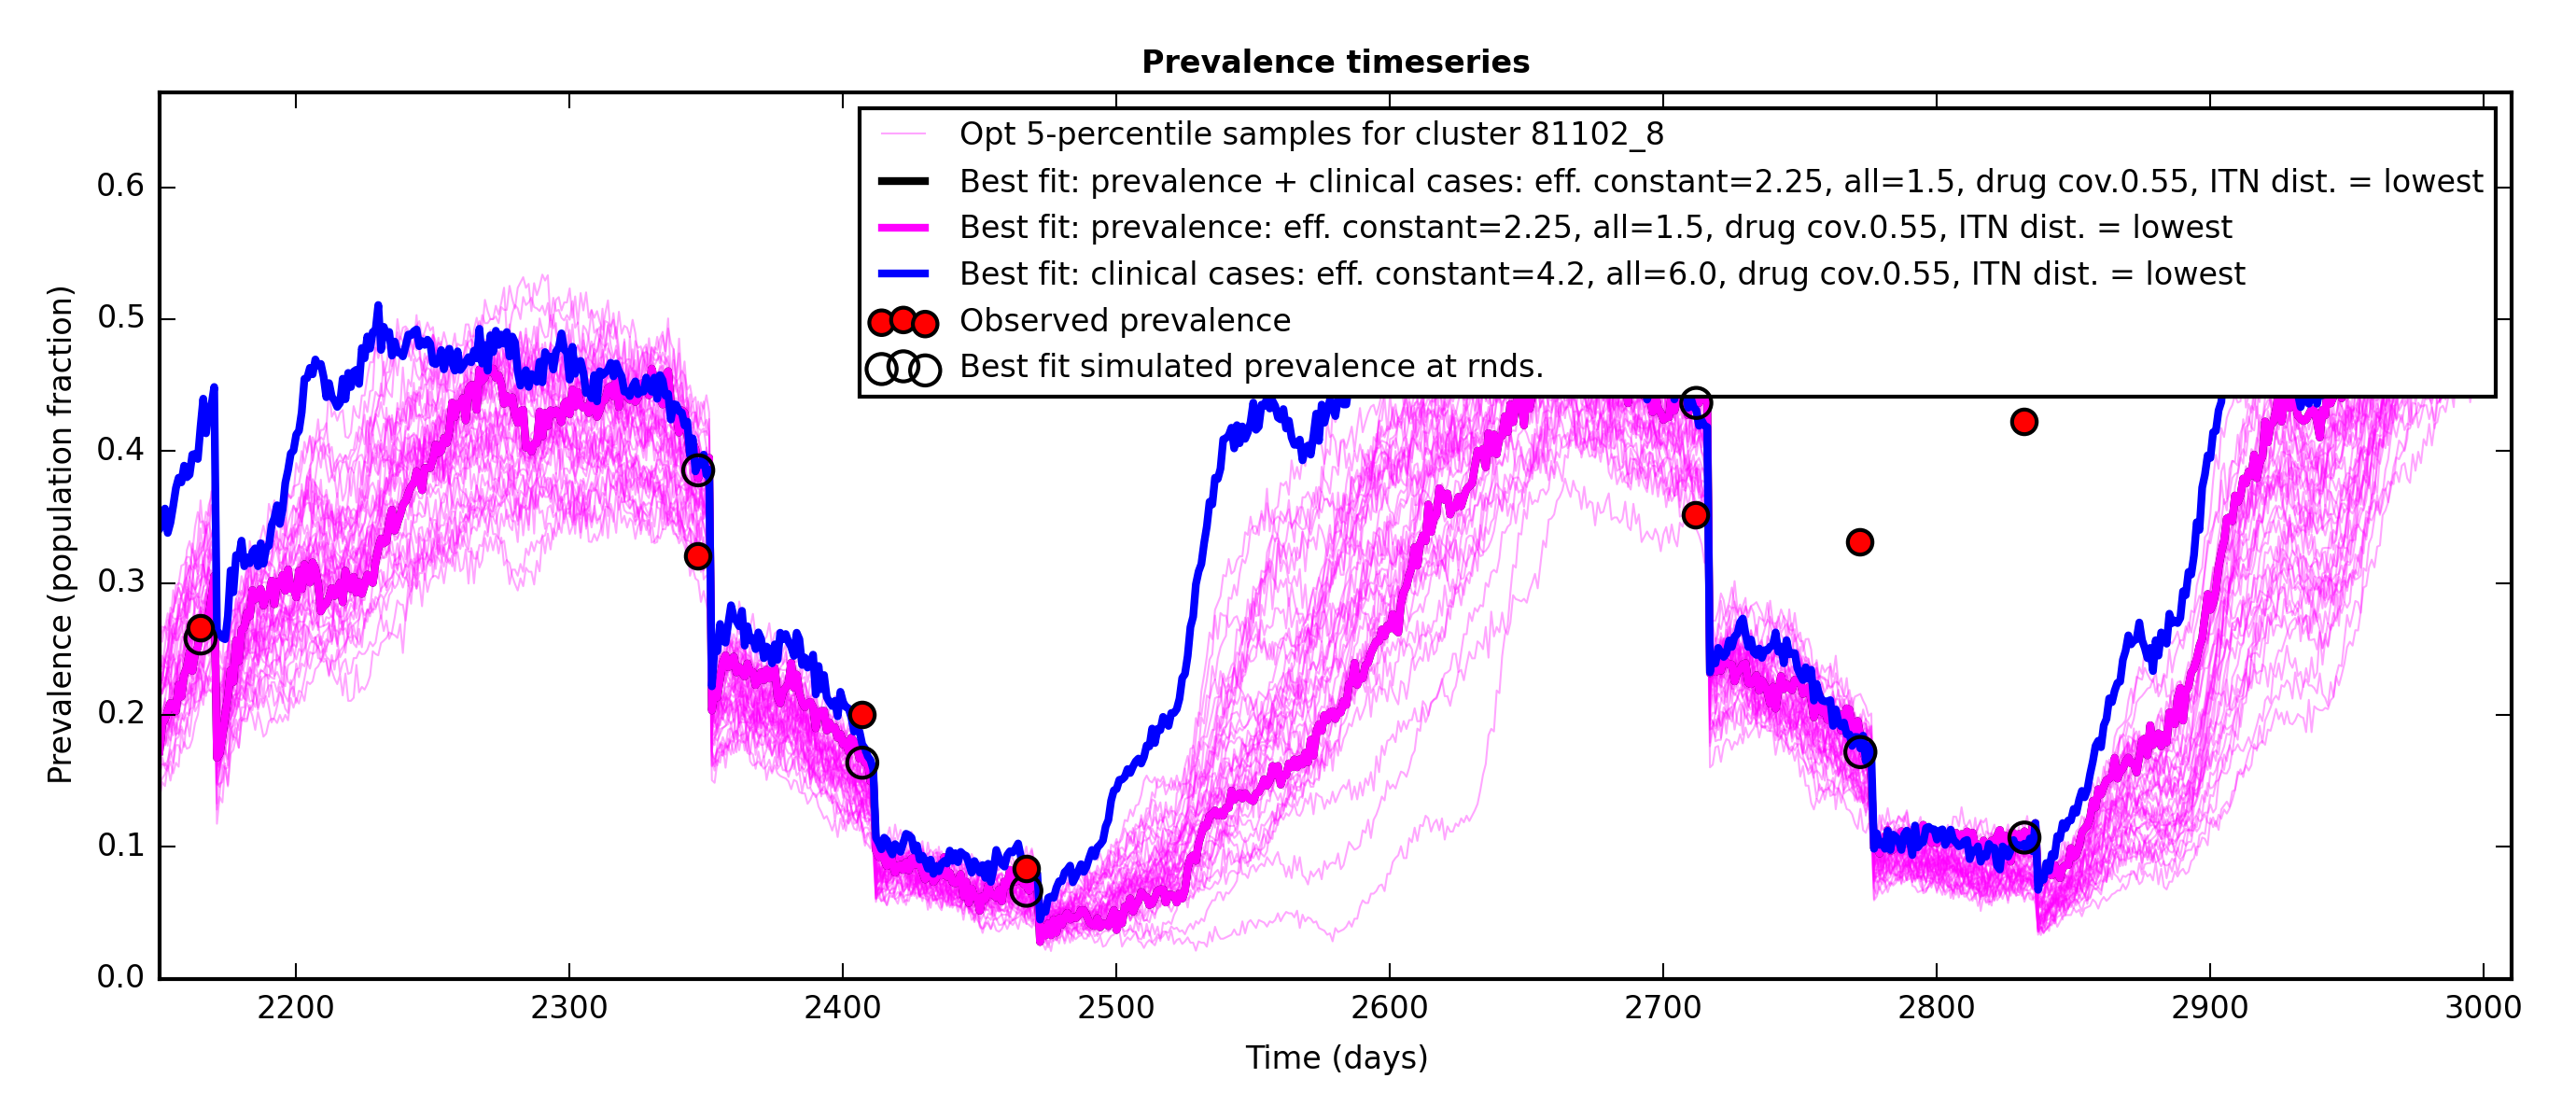 Prevalence timeseries
Opt 5-percentile samples for cluster 81102_8
Best fit: prevalence + clinical cases: eff. constant=2.25, all=1.5, drug cov.0.55, ITN dist. = lowest
Best fit: prevalence: eff. constant=2.25, all=1.5, drug cov.0.55, ITN dist. = lowest
Best fit: clinical cases: eff. constant=4.2, all=6.0, drug cov.0.55, ITN dist. = lowest
Observed prevalence
Best fit simulated prevalence at rnds.
Prevalence (population fraction)
0.6
0.5
0.4
0.3
0.2
0.1
0.0
2200 2300 2400 2500 2600 2700 2800 2900 3000
Time (days)